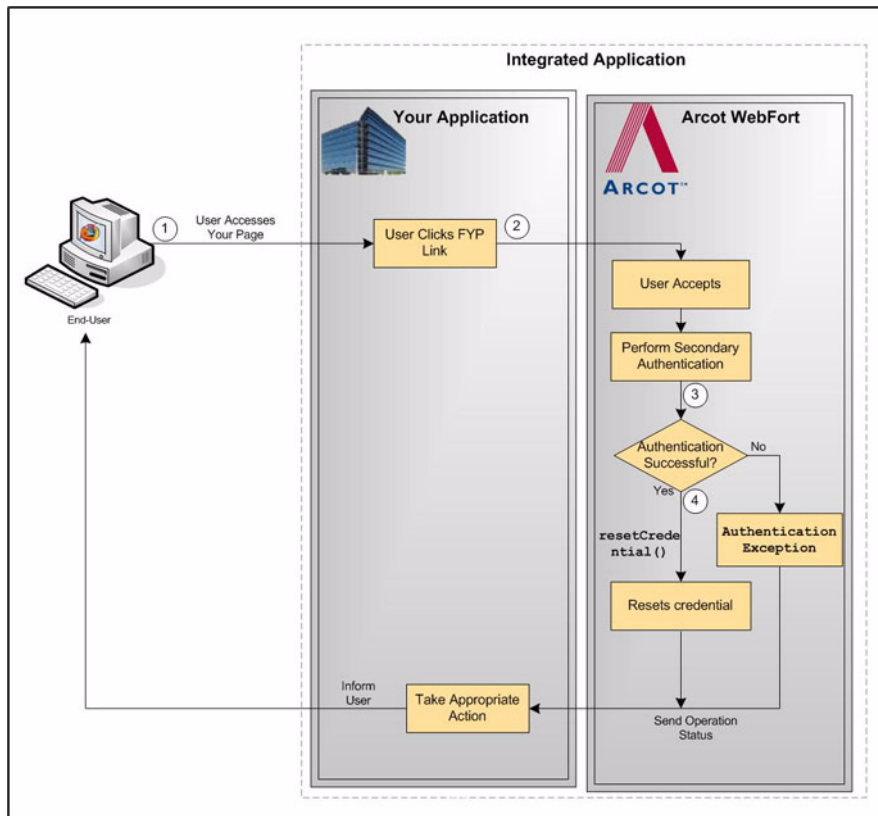 Integrated Application
Your Application
Arcot WebFort
ARCOT™
1
User Accesses
Your Page
User Clicks FYP
Link
2
User Accepts
End-User
Perform Secondary
Authentication
3
Authentication
Successful?
No
Yes
4
resetCrede
ntial()
Authentication
Exception
Resets credential
Inform
User
Take Appropriate
Action
Send Operation
Status